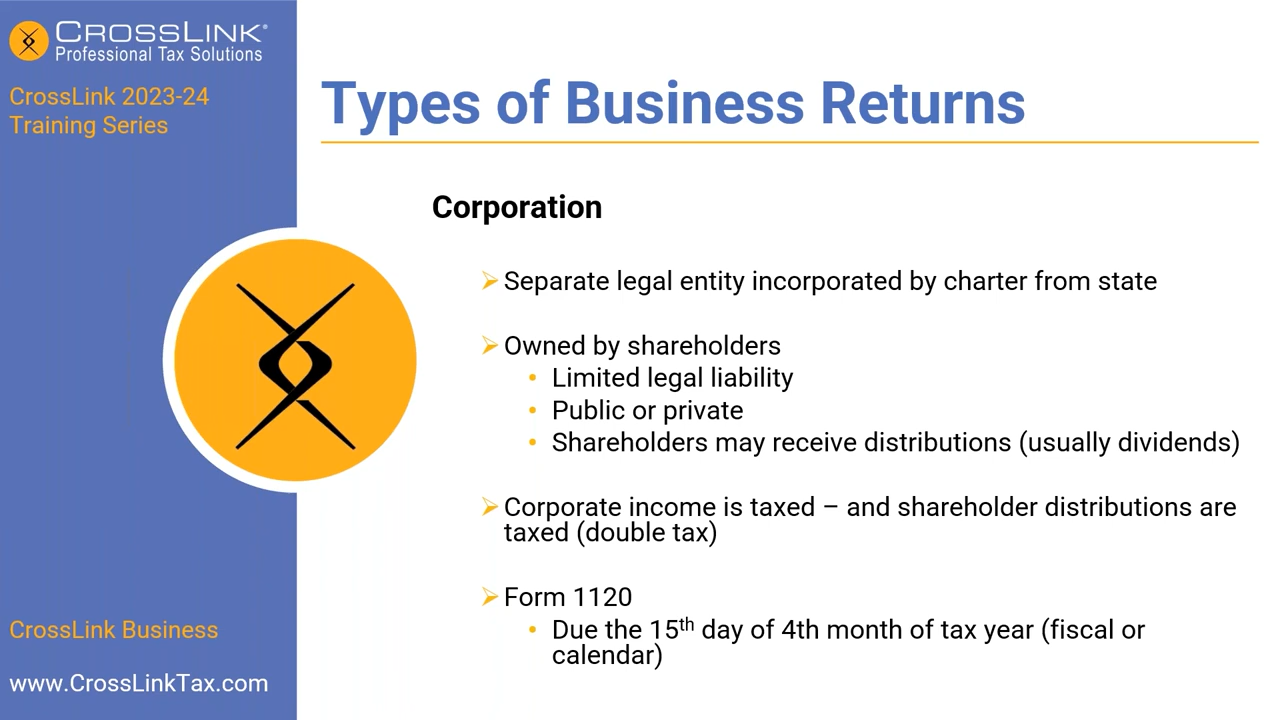 CROSSLINK®
Professional Tax Solutions
CrossLink 2023-24
Training Series
Types of Business Returns
Corporation
➢ Separate legal entity incorporated by charter from state
➢ Owned by shareholders
• Limited legal liability
• Public or private
• Shareholders may receive distributions (usually dividends)
➢ Corporate income is taxed – and shareholder distributions are
taxed (double tax)
➢ Form 1120
• Due the 15th day of 4th month of tax year (fiscal or
calendar)
CrossLink Business
www.CrossLinkTax.com